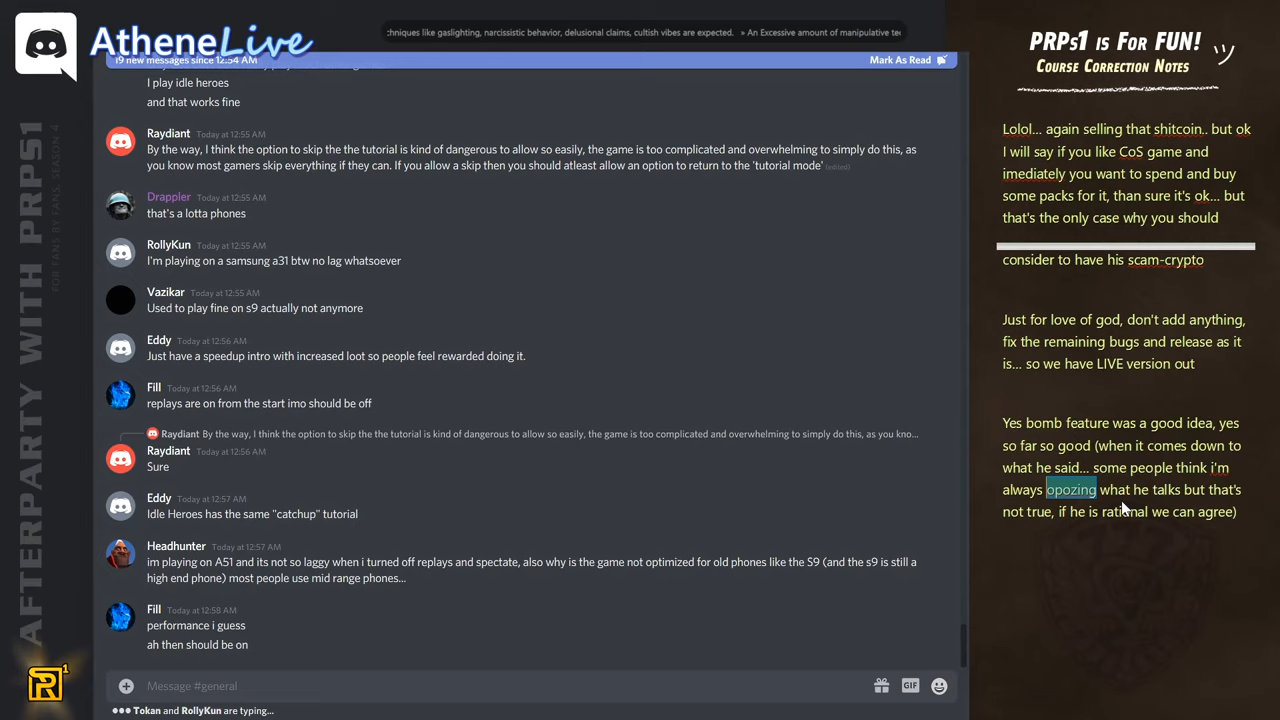 AtheneLive
chniques like gaslighting, narcissistic behavior, delusional claims, cultish vibes are expected. » An Excessive amount of manipulative te
19 new messages since 12:54 AM
Mark As Read
I play idle heroes
and that works fine
Raydiant Today at 12:55 AM
By the way, I think the option to skip the the tutorial is kind of dangerous to allow so easily, the game is too complicated and overwhelming to simply do this, as
you know most gamers skip everything if they can. If you allow a skip then you should atleast allow an option to return to the 'tutorial mode' (edited)
Drappler Today at 12:55 AM
that's a lotta phones
RollyKun Today at 12:55 AM
I'm playing on a samsung a31 btw no lag whatsoever
Vazikar Today at 12:55 AM
Used to play fine on s9 actually not anymore
Eddy Today at 12:56 AM
Just have a speedup intro with increased loot so people feel rewarded doing it.
Fill Today at 12:56 AM
replays are on from the start imo should be off
Raydiant By the way, I think the option to skip the the tutorial is kind of dangerous to allow so easily, the game is too complicated and overwhelming to simply do this, as you kno...
Raydiant Today at 12:56 AM
Sure
Eddy Today at 12:57 AM
Idle Heroes has the same "catchup" tutorial
Headhunter Today at 12:57 AM
im playing on A51 and its not so laggy when i turned off replays and spectate, also why is the game not optimized for old phones like the S9 (and the s9 is still a
high end phone) most people use mid range phones...
Fill Today at 12:58 AM
performance i guess
ah then should be on
Message #general
GIF
Tokan and RollyKun are typing...
AFTERPARTY WITH PRPS1
FOR FANS BY FANS, SEASON 4
R1
PRPs1 is For FUN!
Course Correction Notes
Lolol... again selling that shitcoin.. but ok
I will say if you like CoS game and
imediately you want to spend and buy
some packs for it, than sure it's ok... but
that's the only case why you should
consider to have his scam-crypto
Just for love of god, don't add anything,
fix the remaining bugs and release as it
is... so we have LIVE version out
Yes bomb feature was a good idea, yes
so far so good (when it comes down to
what he said... some people think i'm
always opozing what he talks but that's
not true, if he is rational we can agree)